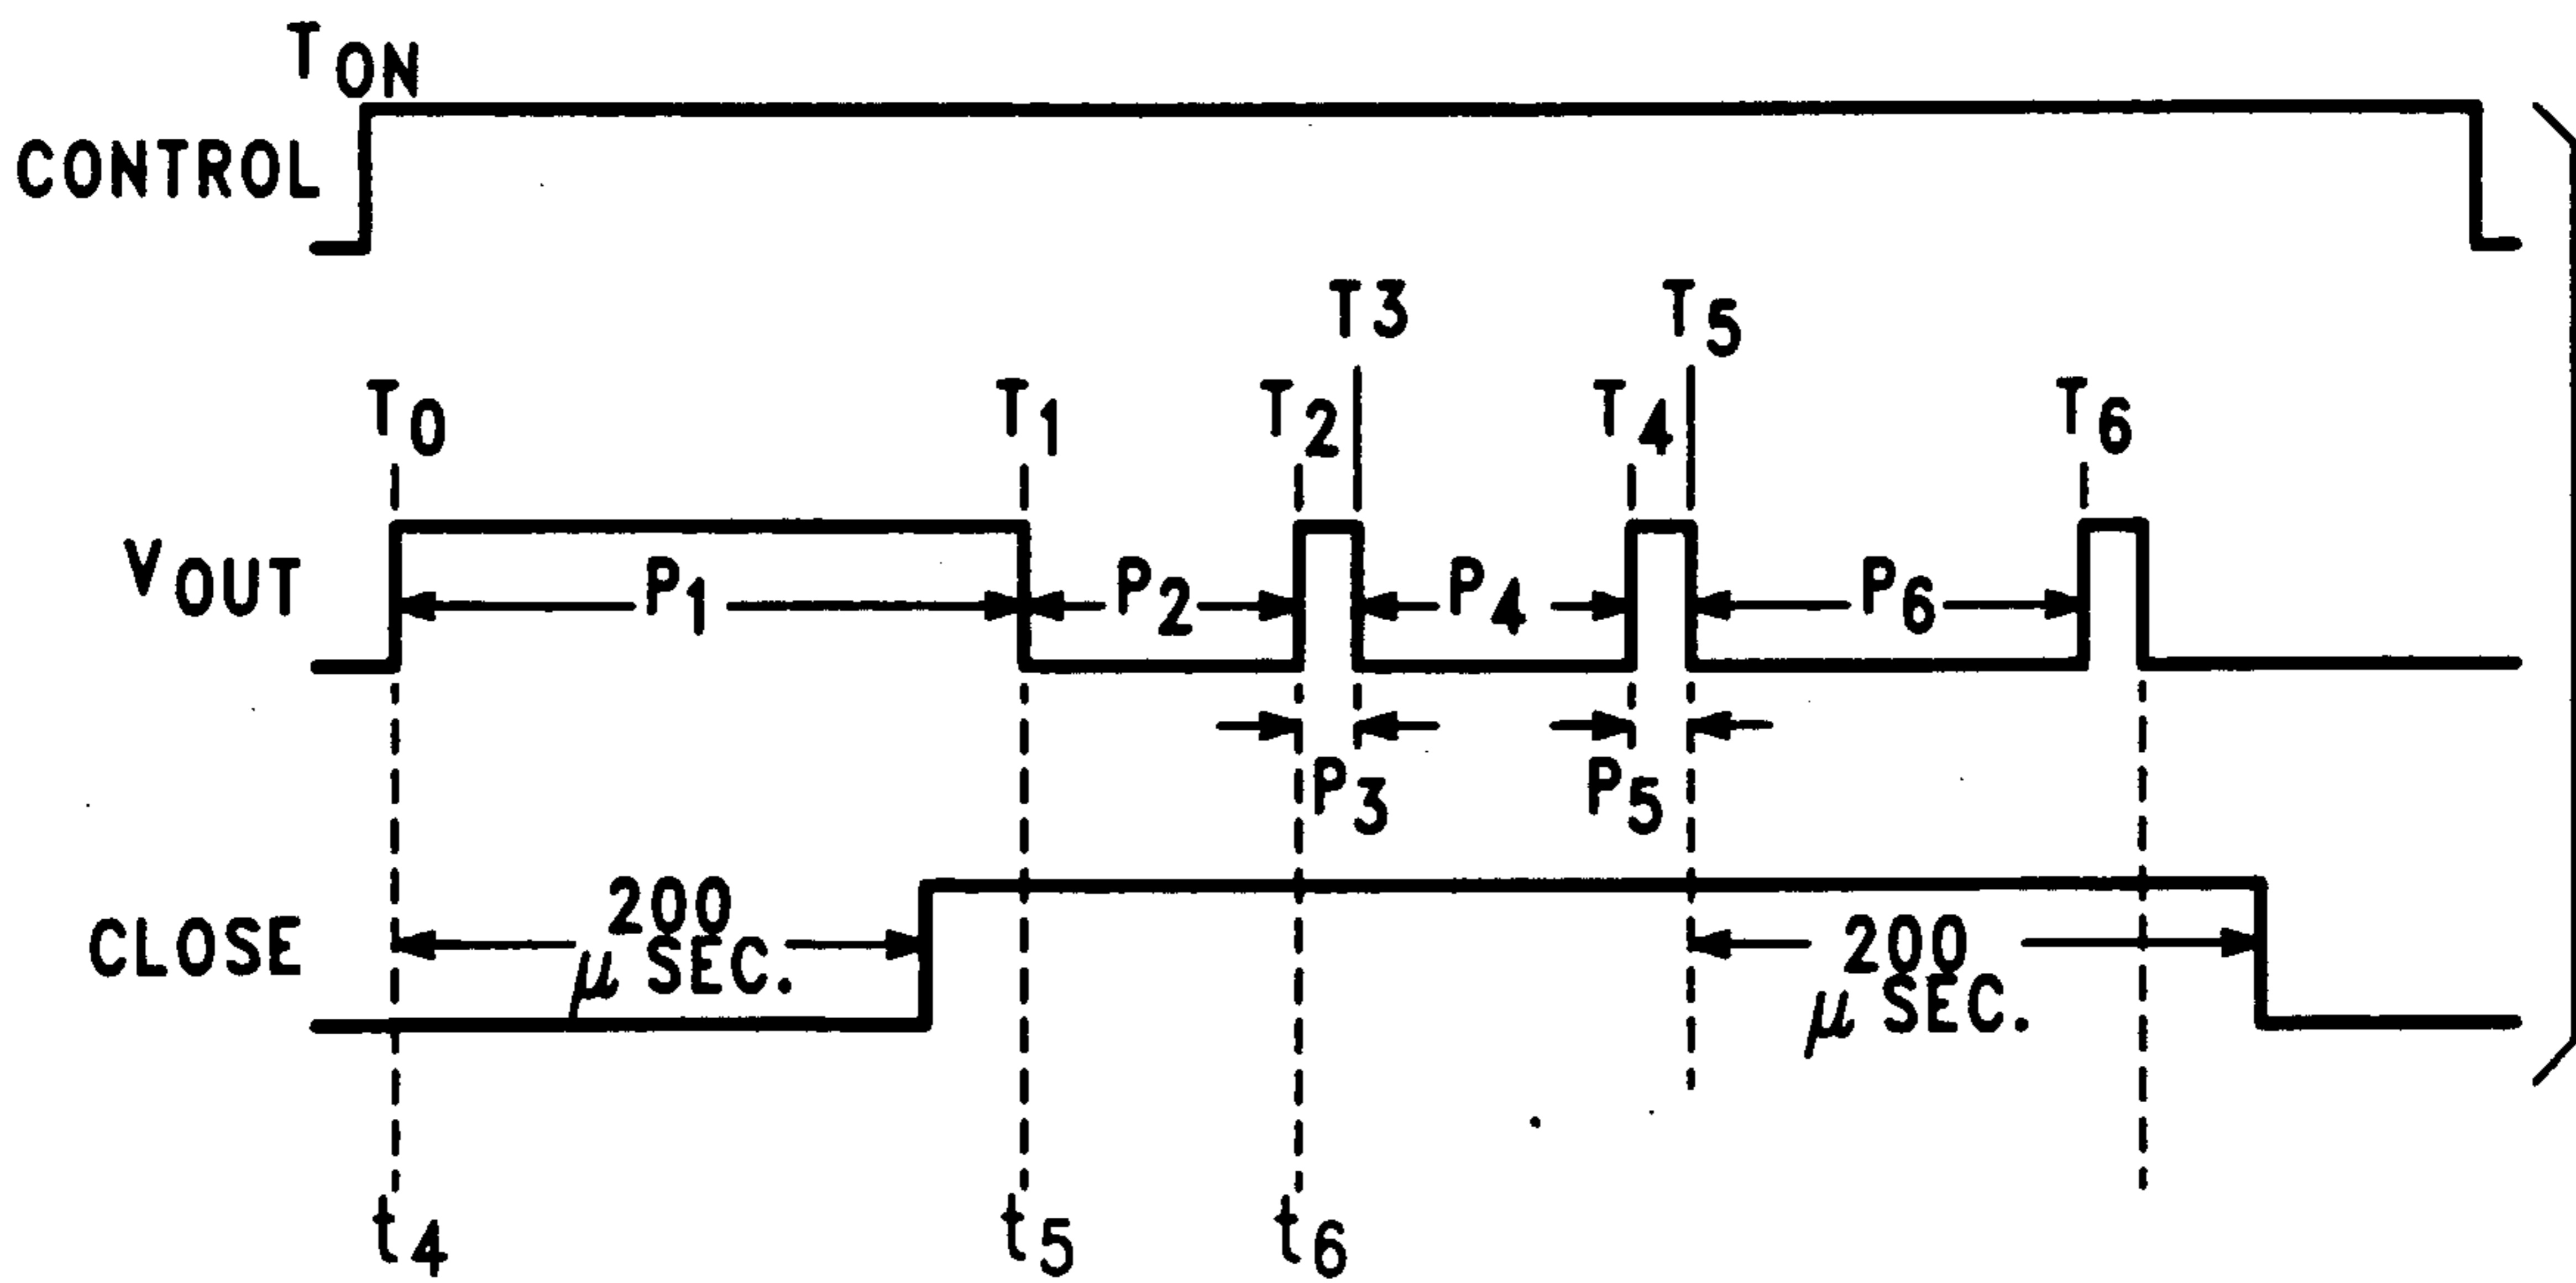 TON
CONTROL
T3 T5
T0 T1 T2 T4 T6
VOUT P1 P2 P4 P6
P3 P5
CLOSE 200 μ SEC. 200 μ SEC.
t4 t5 t6